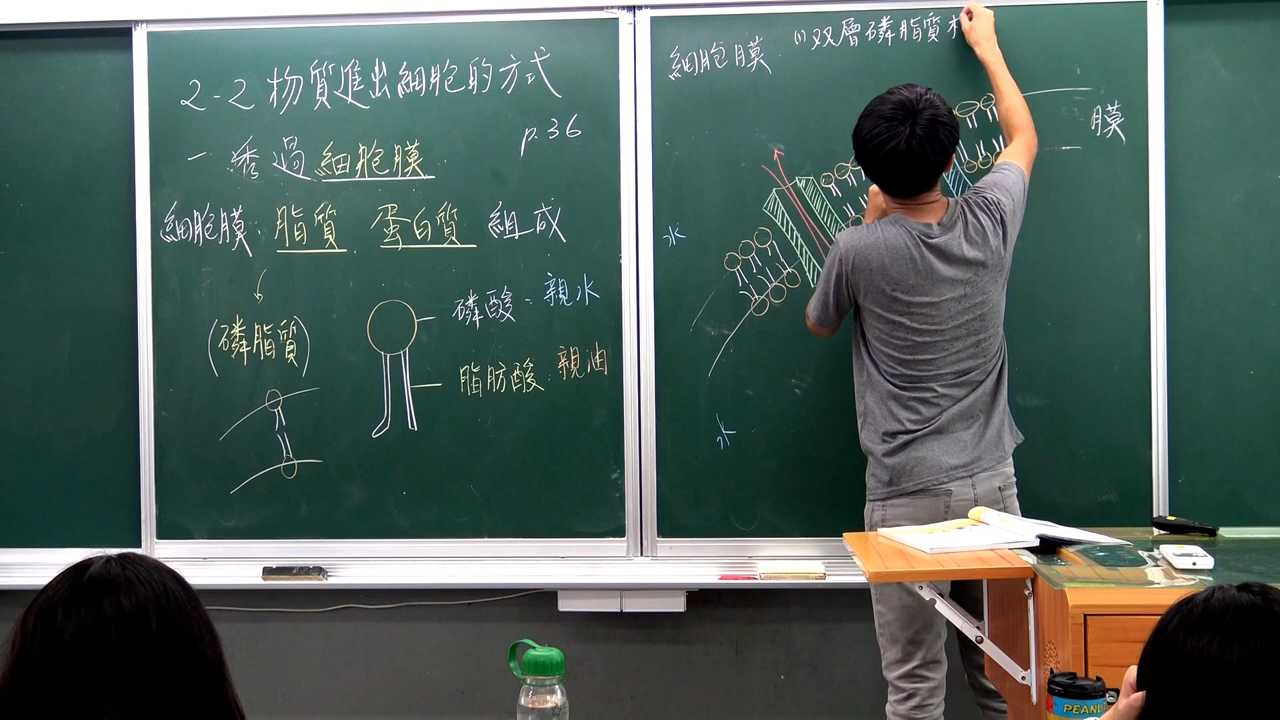 2-2 物質進出細胞的方式
p.36
一 透過細胞膜
細胞膜:脂質、蛋白質 組成
(磷脂質)
磷酸:親水
脂肪酸:親油
細胞膜:(1)双層磷脂質
膜
水
水
PEANU